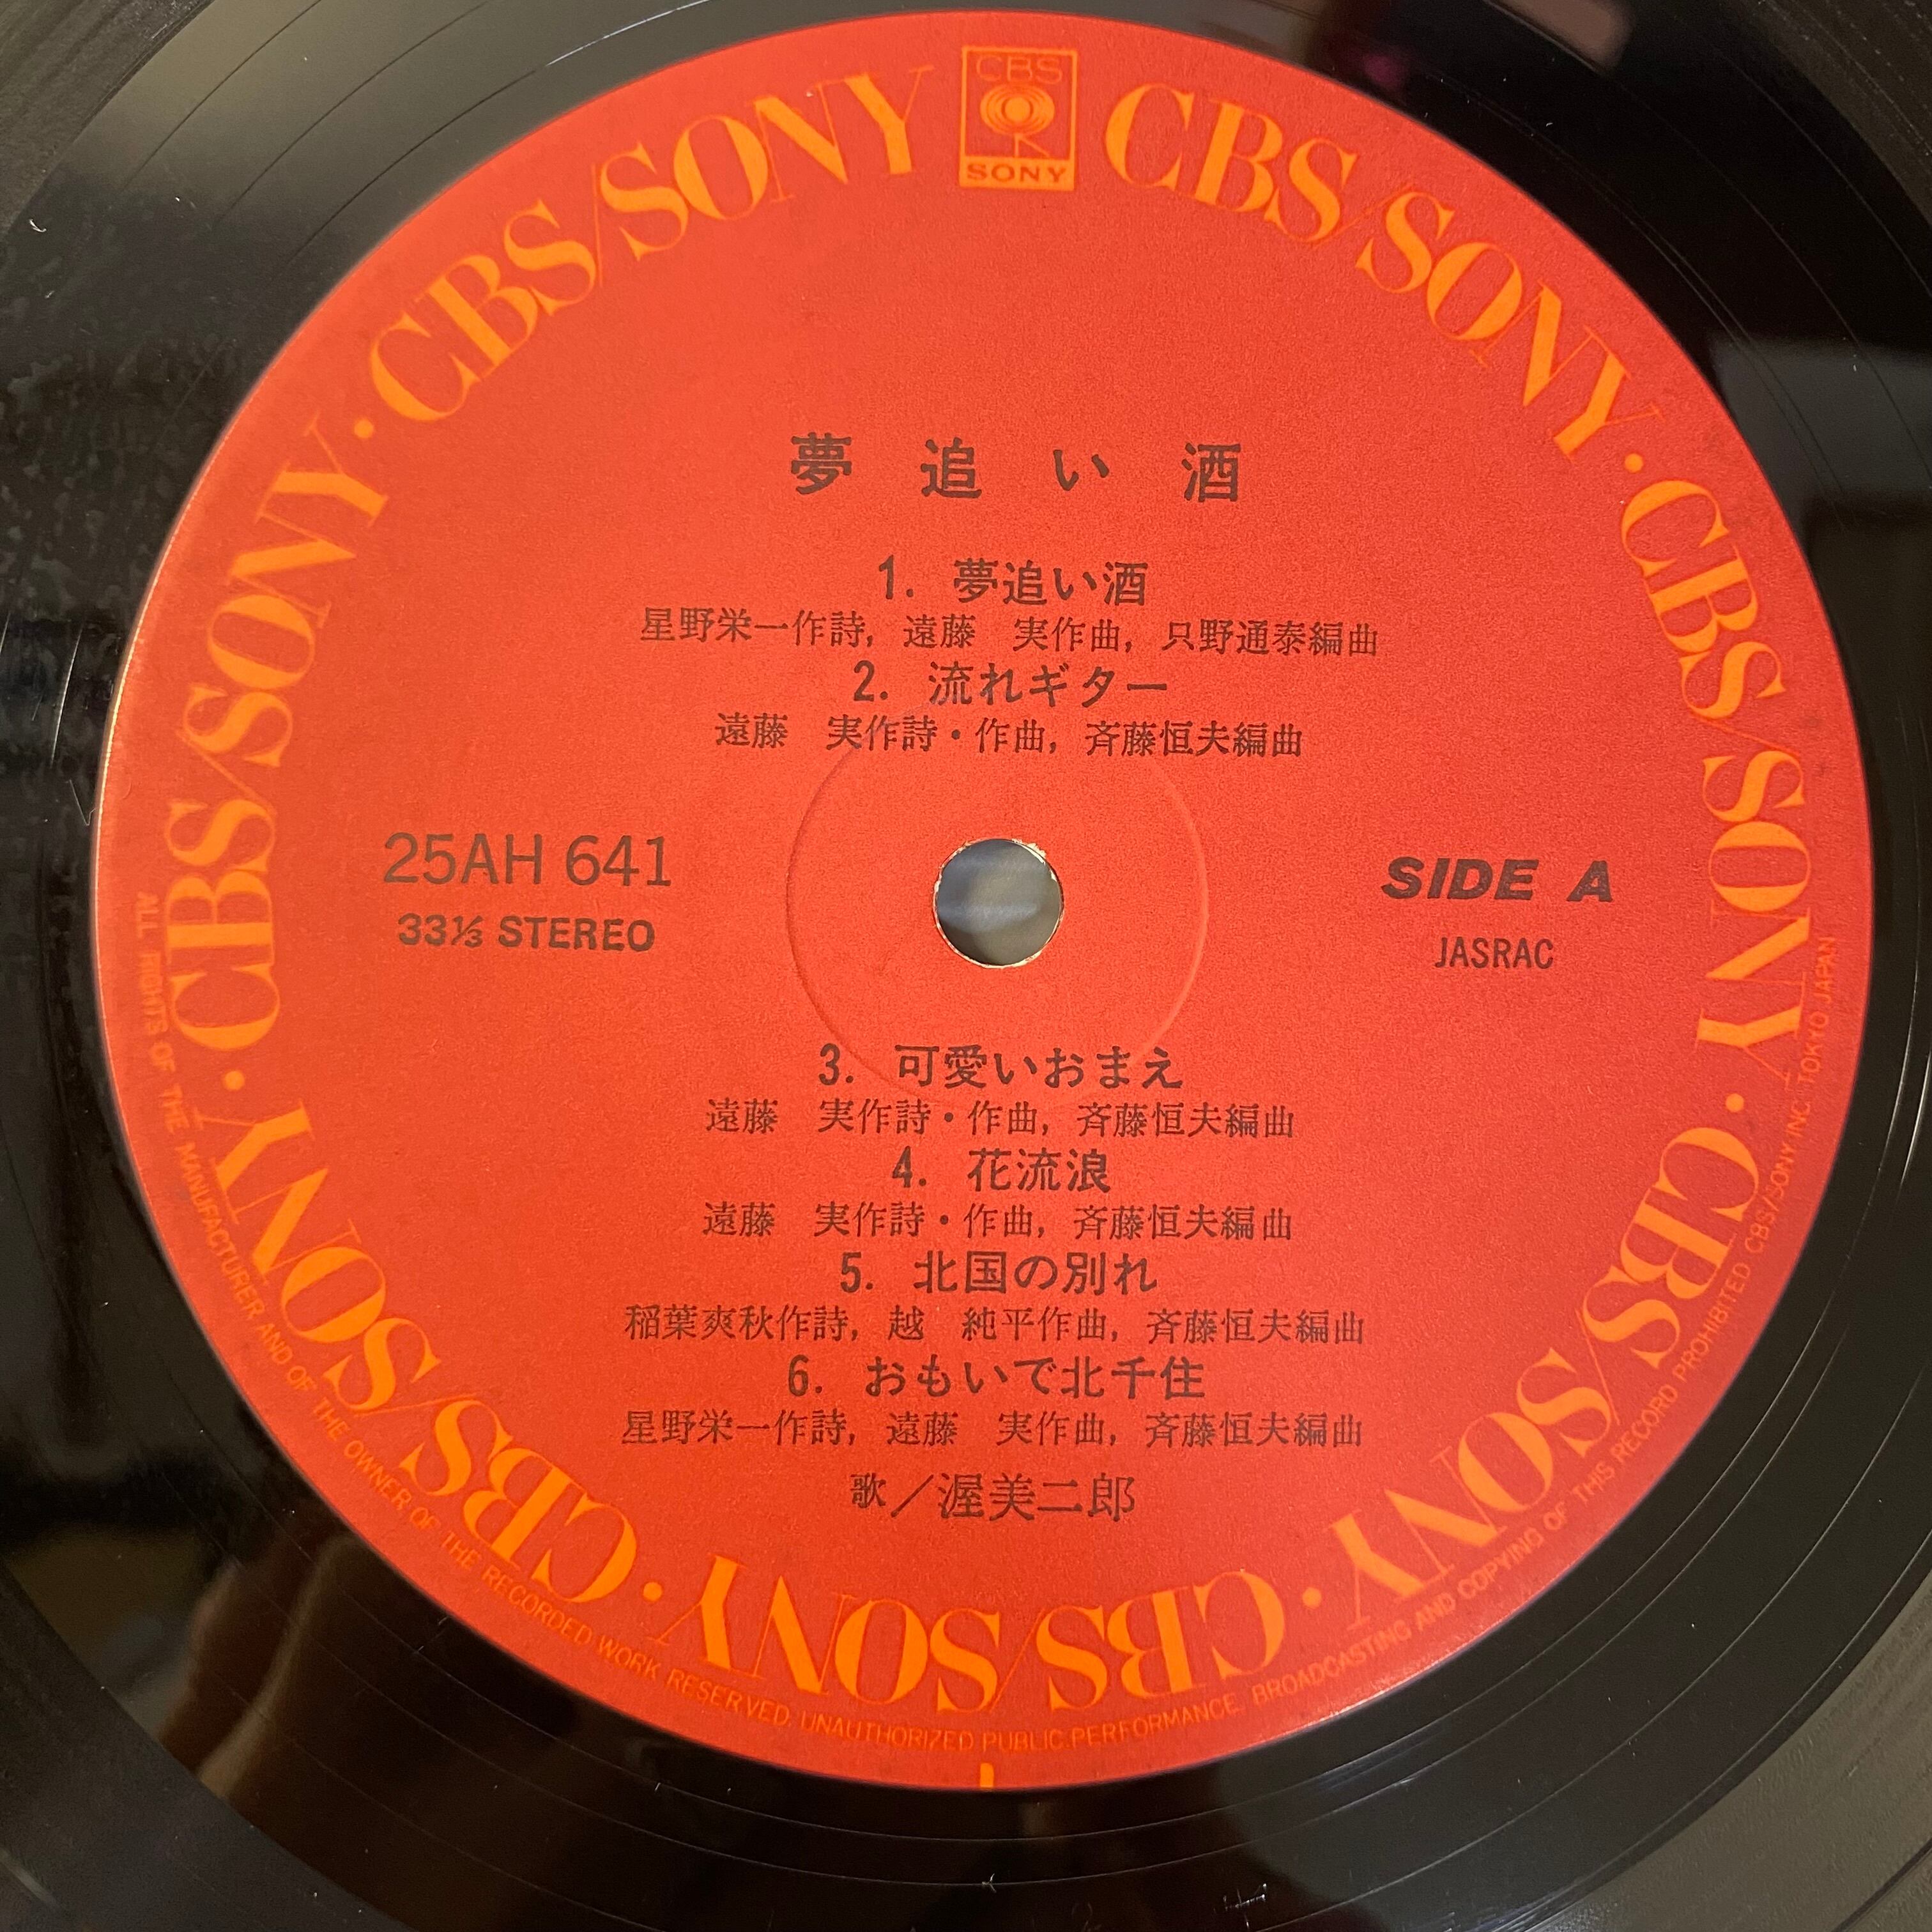 CBS
SONY
CBS/SONY · CBS/SONY · CBS/SONY · CBS/SONY · CBS/SONY · CBS/SONY · CBS/SONY · CBS/SONY
夢追い酒
1. 夢追い酒
星野栄一作詩, 遠藤 実作曲, 只野通泰編曲
2. 流れギター
遠藤 実作詩・作曲, 斉藤恒夫編曲
25AH 641
33⅓ STEREO
SIDE A
JASRAC
3. 可愛いおまえ
遠藤 実作詩・作曲, 斉藤恒夫編曲
4. 花流浪
遠藤 実作詩・作曲, 斉藤恒夫編曲
5. 北国の別れ
稲葉爽秋作詩, 越 純平作曲, 斉藤恒夫編曲
6. おもいで北千住
星野栄一作詩, 遠藤 実作曲, 斉藤恒夫編曲
歌/渥美二郎
ALL RIGHTS OF THE MANUFACTURER AND OF THE OWNER OF THE RECORDED WORK RESERVED. UNAUTHORIZED PUBLIC PERFORMANCE. BROADCASTING AND COPYING OF THIS RECORD PROHIBITED CBS/SONY INC. TOKYO JAPAN